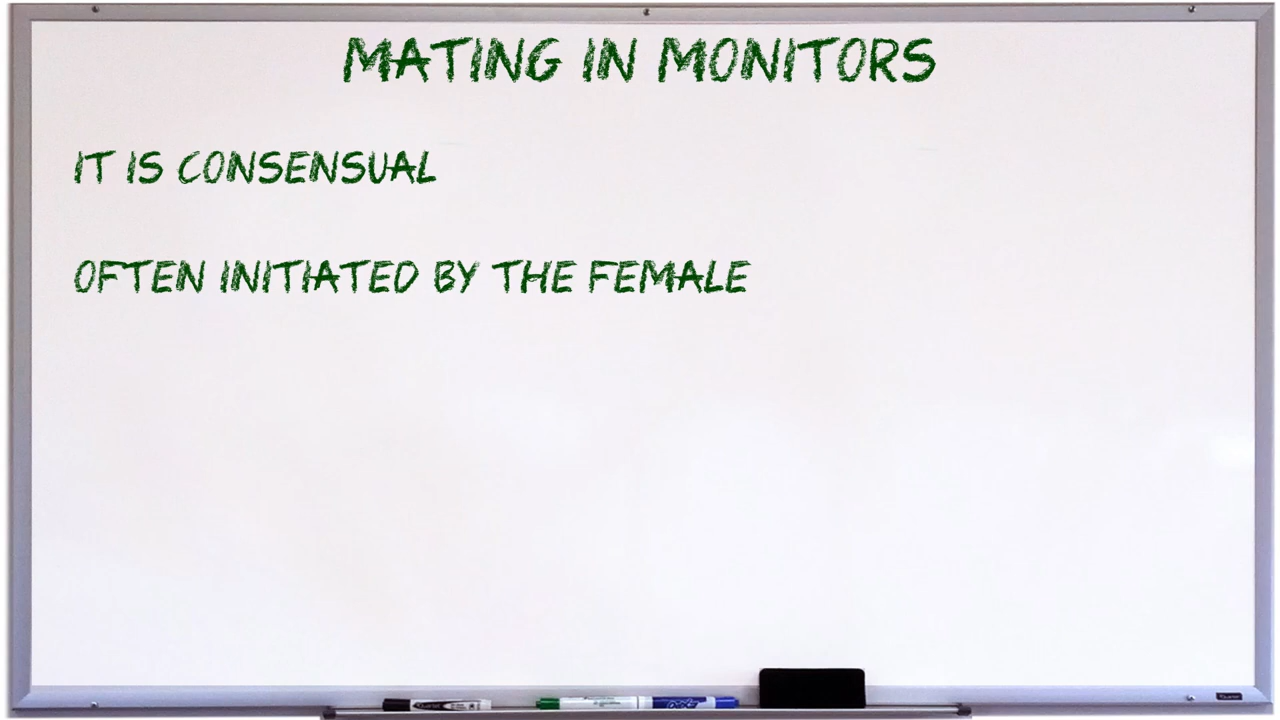 MATING IN MONITORS
IT IS CONSENSUAL
OFTEN INITIATED BY THE FEMALE